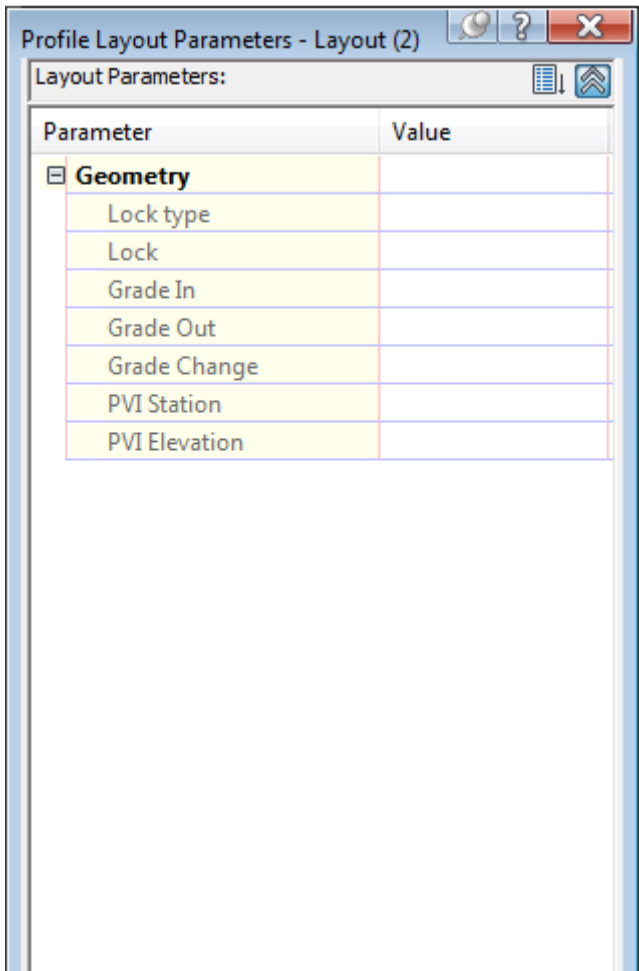 Profile Layout Parameters - Layout (2)
Layout Parameters:
Parameter Value
Geometry
Lock type
Lock
Grade In
Grade Out
Grade Change
PVI Station
PVI Elevation